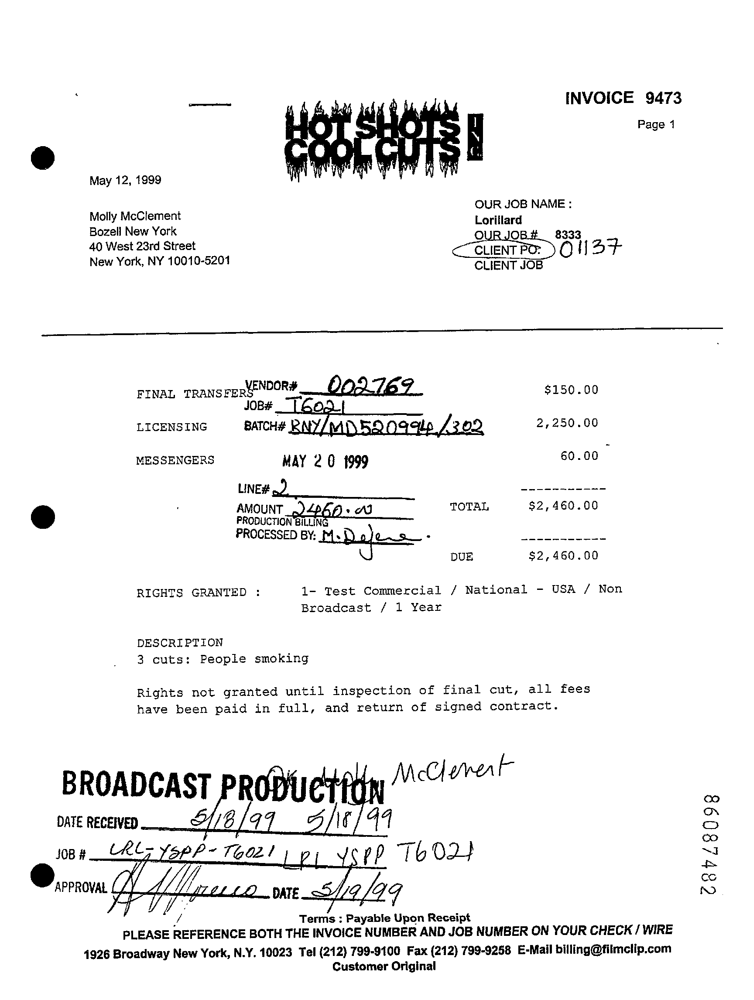 INVOICE 9473
Page 1
HOT SHOTS
COOL CUTS INC
May 12, 1999
Molly McClement
Bozell New York
40 West 23rd Street
New York, NY 10010-5201
OUR JOB NAME :
Lorillard
OUR JOB # 8333
CLIENT PO: 01137
CLIENT JOB
FINAL TRANSFERS $150.00
VENDOR# 002769
JOB# T6021
LICENSING 2,250.00
BATCH# RNY/MD520994/302
MESSENGERS 60.00
MAY 20 1999
LINE# 2
AMOUNT 2460.00
TOTAL $2,460.00
PRODUCTION BILLING
PROCESSED BY: M. Dejene.
DUE $2,460.00
RIGHTS GRANTED : 1- Test Commercial / National - USA / Non
Broadcast / 1 Year
DESCRIPTION
3 cuts: People smoking
Rights not granted until inspection of final cut, all fees
have been paid in full, and return of signed contract.
OK Molly McClement
BROADCAST PRODUCTION
DATE RECEIVED 5/18/99 5/18/99
JOB # LRL-YSPP-T6021 LRL YSPP T6021
APPROVAL DATE 5/19/99
86087482
Terms : Payable Upon Receipt
PLEASE REFERENCE BOTH THE INVOICE NUMBER AND JOB NUMBER ON YOUR CHECK / WIRE
1926 Broadway New York, N.Y. 10023 Tel (212) 799-9100 Fax (212) 799-9258 E-Mail billing@filmclip.com
Customer Original